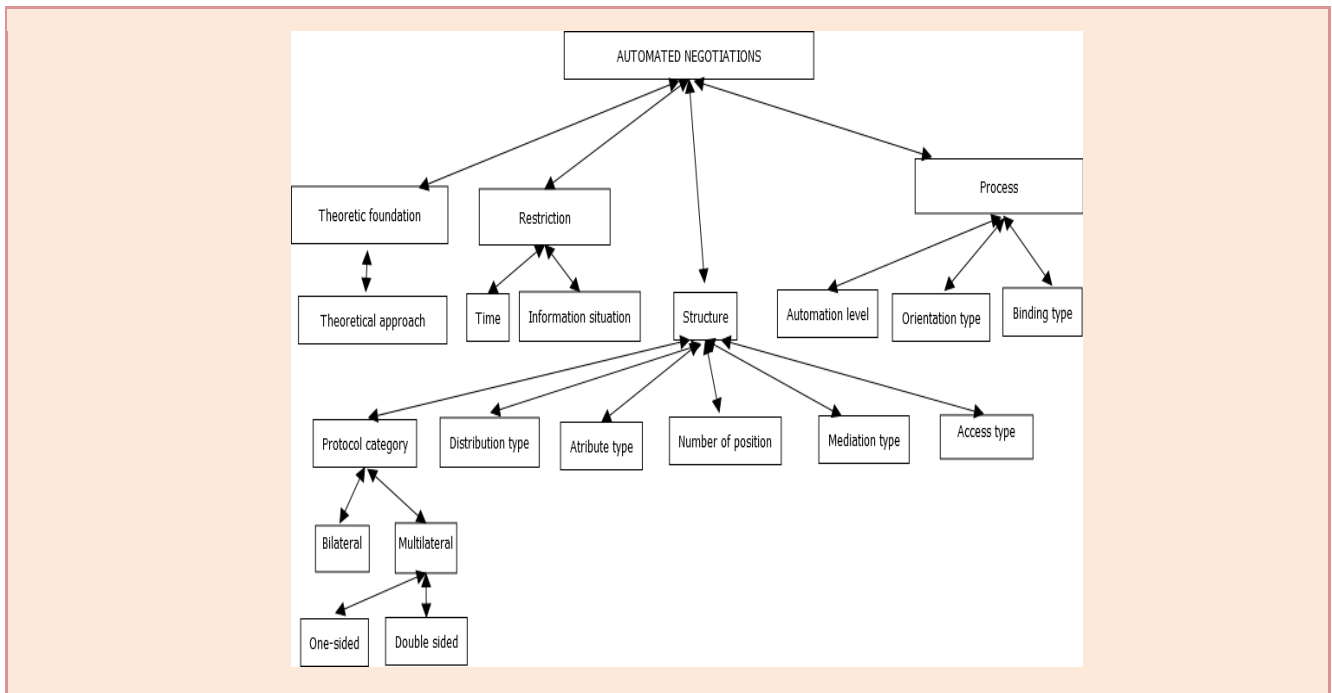 AUTOMATED NEGOTIATIONS
Process
Theoretic foundation
Restriction
Theoretical approach
Time
Information situation
Structure
Automation level
Orientation type
Binding type
Protocol category
Distribution type
Atribute type
Number of position
Mediation type
Access type
Bilateral
Multilateral
One-sided
Double sided